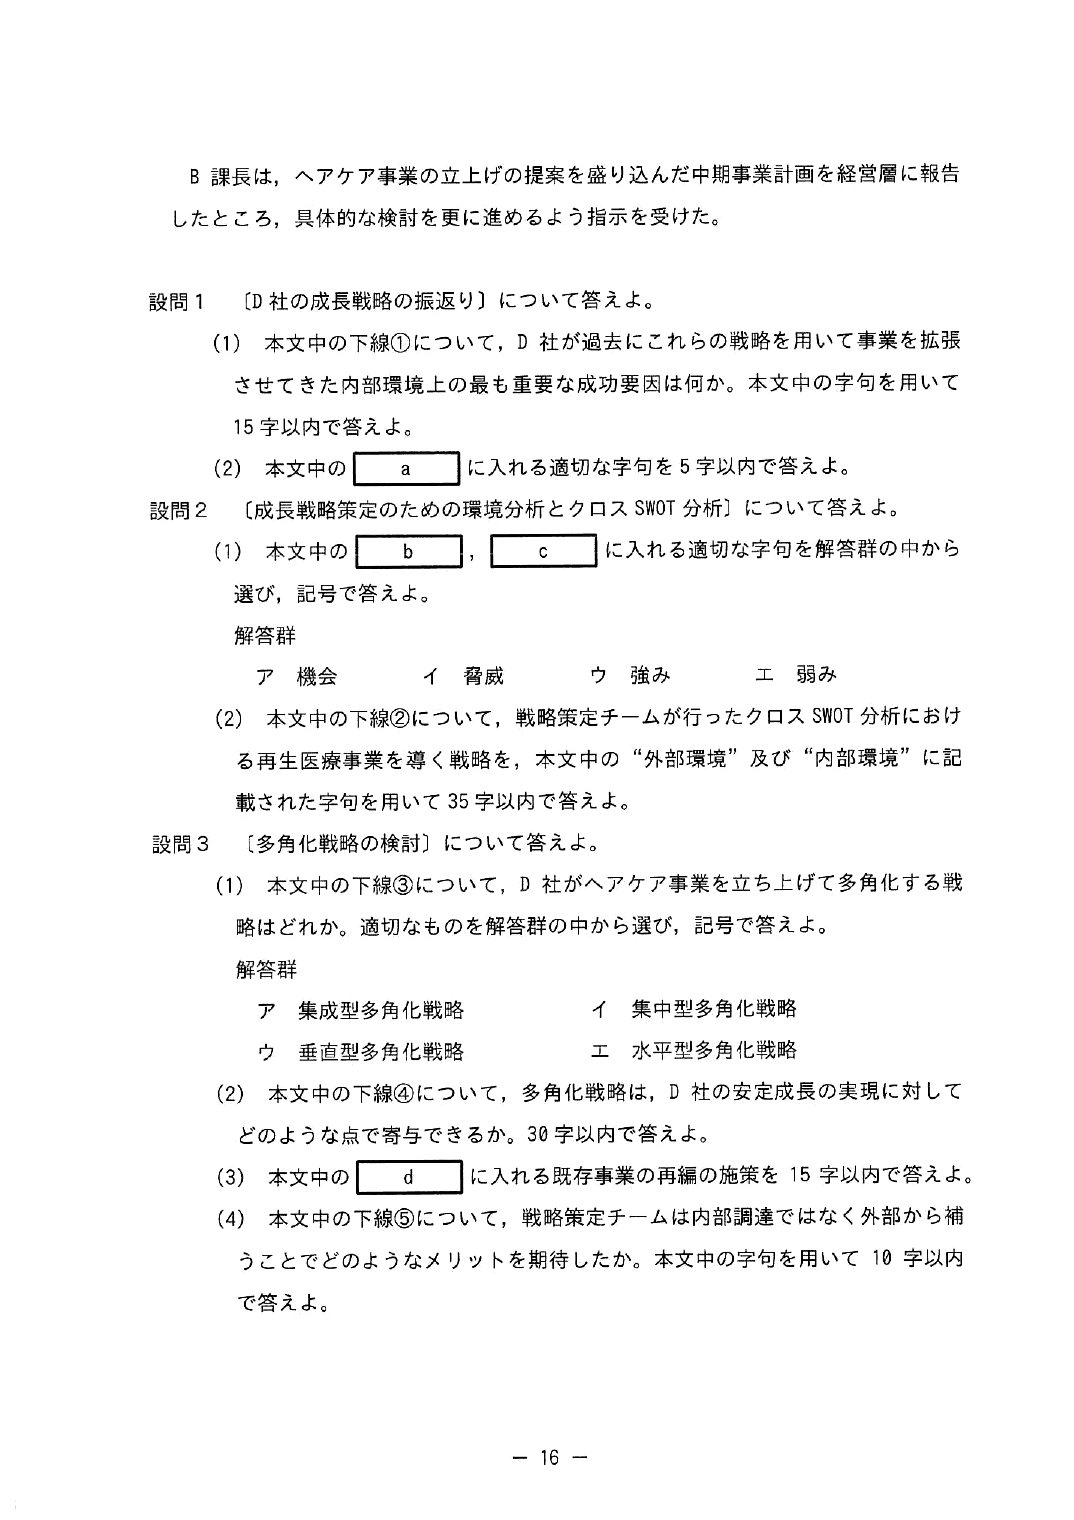 B 課長は，ヘアケア事業の立上げの提案を盛り込んだ中期事業計画を経営層に報告
したところ，具体的な検討を更に進めるよう指示を受けた。
設問1 〔D 社の成長戦略の振返り〕について答えよ。
(1) 本文中の下線①について，D 社が過去にこれらの戦略を用いて事業を拡張
させてきた内部環境上の最も重要な成功要因は何か。本文中の字句を用いて
15 字以内で答えよ。
(2) 本文中の a に入れる適切な字句を 5 字以内で答えよ。
設問2 〔成長戦略策定のための環境分析とクロス SWOT 分析〕について答えよ。
(1) 本文中の b ， c に入れる適切な字句を解答群の中から
選び，記号で答えよ。
解答群
ア 機会 イ 脅威 ウ 強み エ 弱み
(2) 本文中の下線②について，戦略策定チームが行ったクロス SWOT 分析におけ
る再生医療事業を導く戦略を，本文中の“外部環境”及び“内部環境”に記
載された字句を用いて 35 字以内で答えよ。
設問3 〔多角化戦略の検討〕について答えよ。
(1) 本文中の下線③について，D 社がヘアケア事業を立ち上げて多角化する戦
略はどれか。適切なものを解答群の中から選び，記号で答えよ。
解答群
ア 集成型多角化戦略 イ 集中型多角化戦略
ウ 垂直型多角化戦略 エ 水平型多角化戦略
(2) 本文中の下線④について，多角化戦略は，D 社の安定成長の実現に対して
どのような点で寄与できるか。30 字以内で答えよ。
(3) 本文中の d に入れる既存事業の再編の施策を 15 字以内で答えよ。
(4) 本文中の下線⑤について，戦略策定チームは内部調達ではなく外部から補
うことでどのようなメリットを期待したか。本文中の字句を用いて 10 字以内
で答えよ。
－ 16 －